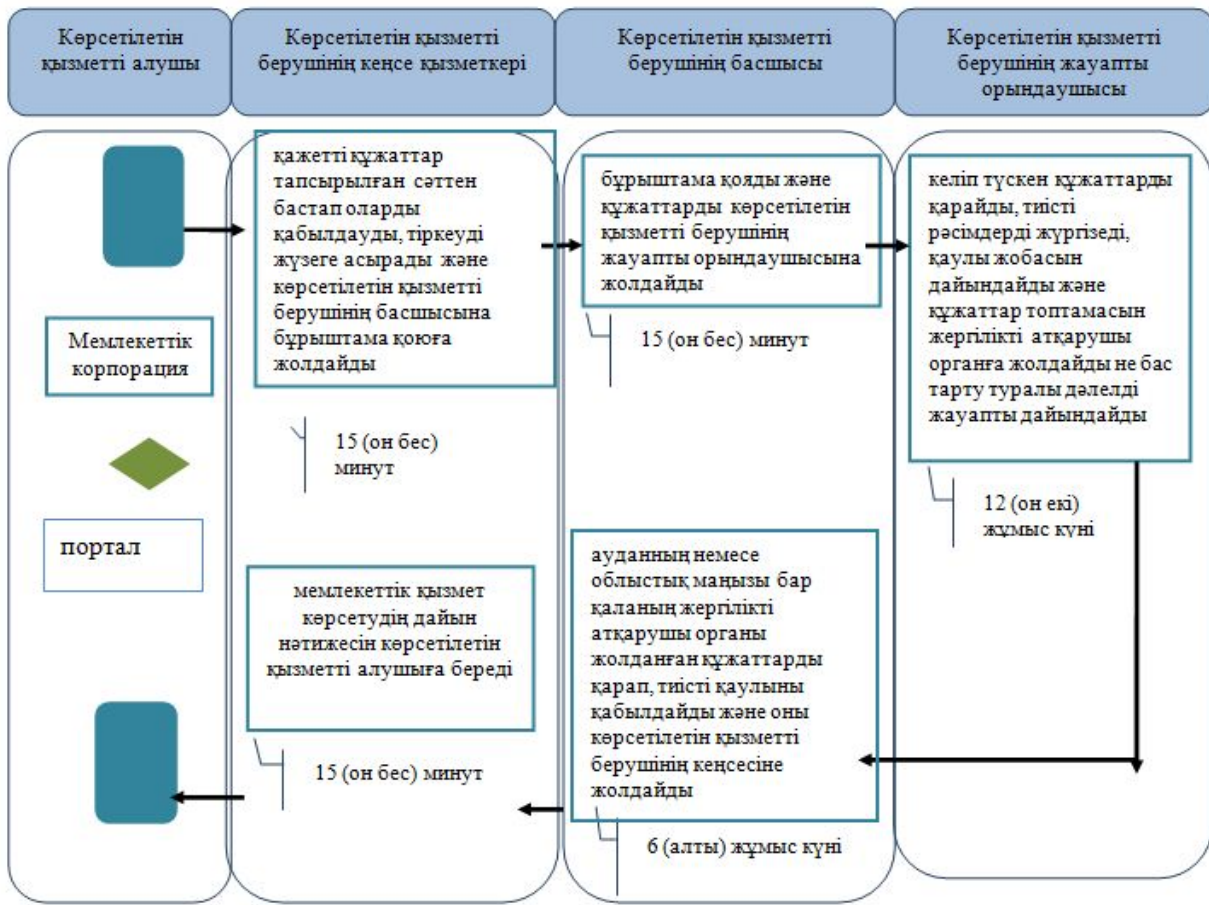 Көрсетілетін
қызметті алушы
Көрсетілетін қызметті
берушінің кеңсе қызметкері
Көрсетілетін қызметті
берушінің басшысы
Көрсетілетін қызметті
берушінің жауапты
орындаушысы
Мемлекеттік
корпорация
портал
қажетті құжаттар
тапсырылған сәттен
бастап оларды
қабылдауды, тіркеуді
жүзеге асырады және
көрсетілетін қызметті
берушінің басшысына
бұрыштама қоюға
жолдайды
15 (он бес)
минут
бұрыштама қояды және
құжаттарды көрсетілетін
қызметті берушінің
жауапты орындаушысына
жолдайды
15 (он бес) минут
келіп түскен құжаттарды
қарайды, тиісті
рәсімдерді жүргізеді,
қаулы жобасын
дайындайды және
құжаттар топтамасын
жергілікті атқарушы
органға жолдайды не бас
тарту туралы дәлелді
жауапты дайындайды
12 (он екі)
жұмыс күні
ауданның немесе
облыстық маңызы бар
қаланың жергілікті
атқарушы органы
жолданған құжаттарды
қарап, тиісті қаулыны
қабылдайды және оны
көрсетілетін қызметті
берушінің кеңсесіне
жолдайды
6 (алты) жұмыс күні
мемлекеттік қызмет
көрсетудің дайын
нәтижесін көрсетілетін
қызметті алушыға береді
15 (он бес) минут